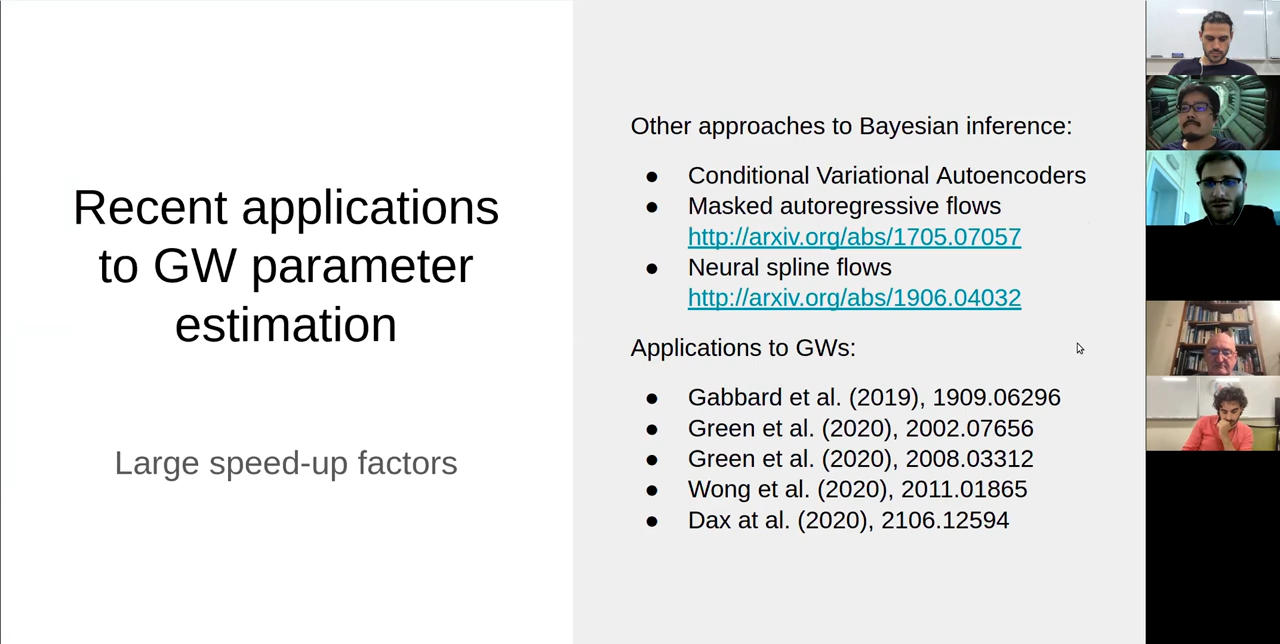 Recent applications
to GW parameter
estimation
Large speed-up factors
Other approaches to Bayesian inference:
● Conditional Variational Autoencoders
● Masked autoregressive flows
http://arxiv.org/abs/1705.07057
● Neural spline flows
http://arxiv.org/abs/1906.04032
Applications to GWs:
● Gabbard et al. (2019), 1909.06296
● Green et al. (2020), 2002.07656
● Green et al. (2020), 2008.03312
● Wong et al. (2020), 2011.01865
● Dax at al. (2020), 2106.12594